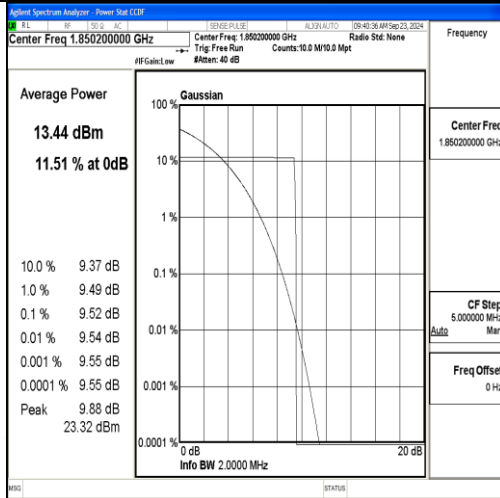 Agilent Spectrum Analyzer - Power Stat CCDF
RL RF 50 Ω AC SENSE:PULSE ALIGN AUTO 09:40:36 AM Sep 23, 2024
Center Freq 1.850200000 GHz
Center Freq: 1.850200000 GHz Radio Std: None
Trig: Free Run Counts:10.0 M/10.0 Mpt
#IFGain:Low #Atten: 40 dB
Frequency
Average Power
13.44 dBm
11.51 % at 0dB
10.0 % 9.37 dB
1.0 % 9.49 dB
0.1 % 9.52 dB
0.01 % 9.54 dB
0.001 % 9.55 dB
0.0001 % 9.55 dB
Peak 9.88 dB
23.32 dBm
Gaussian
100 %
10 %
1 %
0.1 %
0.01 %
0.001 %
0.0001 %
0 dB 20 dB
Info BW 2.0000 MHz
Center Freq
1.850200000 GHz
CF Step
5.000000 MHz
Auto Man
Freq Offset
0 Hz
MSG STATUS